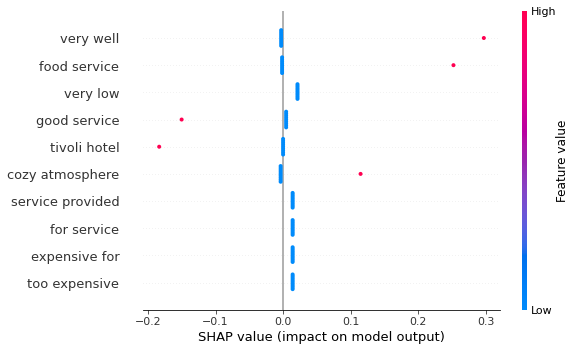 High
very well
food service
very low
good service
tivoli hotel
cozy atmosphere
service provided
for service
expensive for
too expensive
Feature value
Low
−0.2 −0.1 0.0 0.1 0.2 0.3
SHAP value (impact on model output)